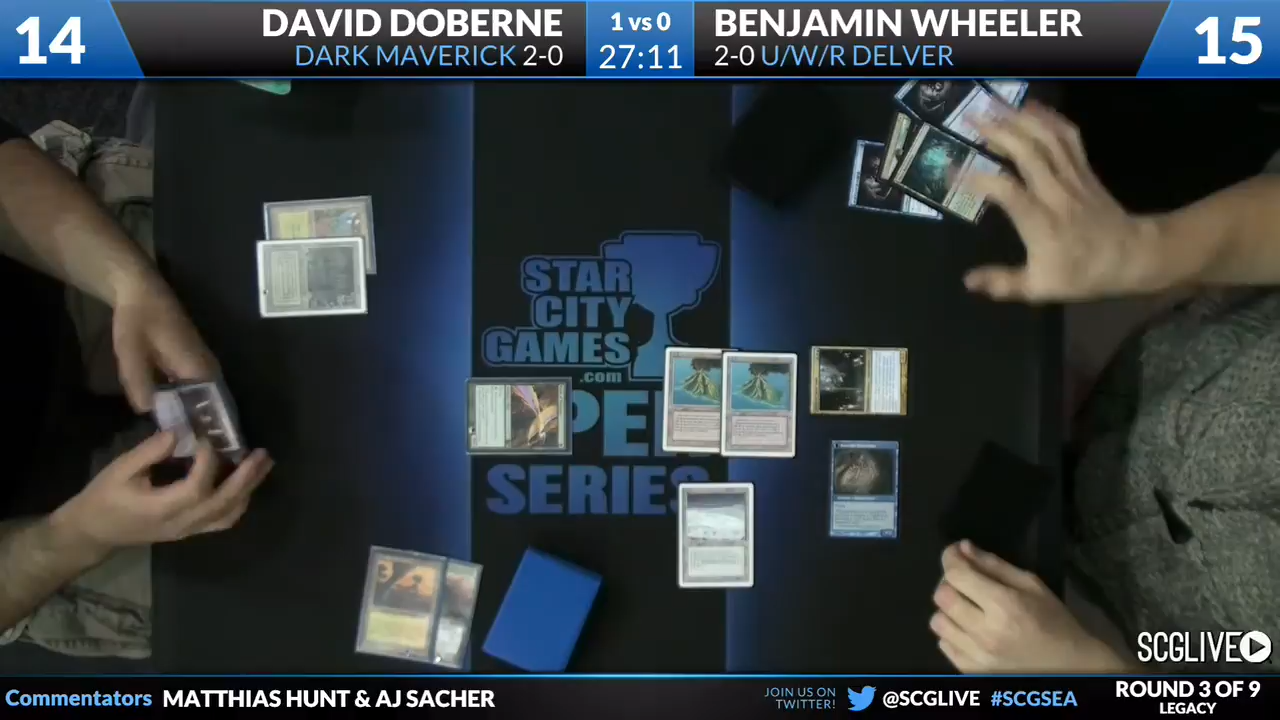 14
DAVID DOBERNE
DARK MAVERICK 2-0
1 vs 0
27:11
BENJAMIN WHEELER
2-0 U/W/R DELVER
15
STAR
CITY
GAMES
.com
SERIES
SCGLIVE
Commentators MATTHIAS HUNT & AJ SACHER
JOIN US ON
TWITTER!
@SCGLIVE #SCGSEA
ROUND 3 OF 9
LEGACY